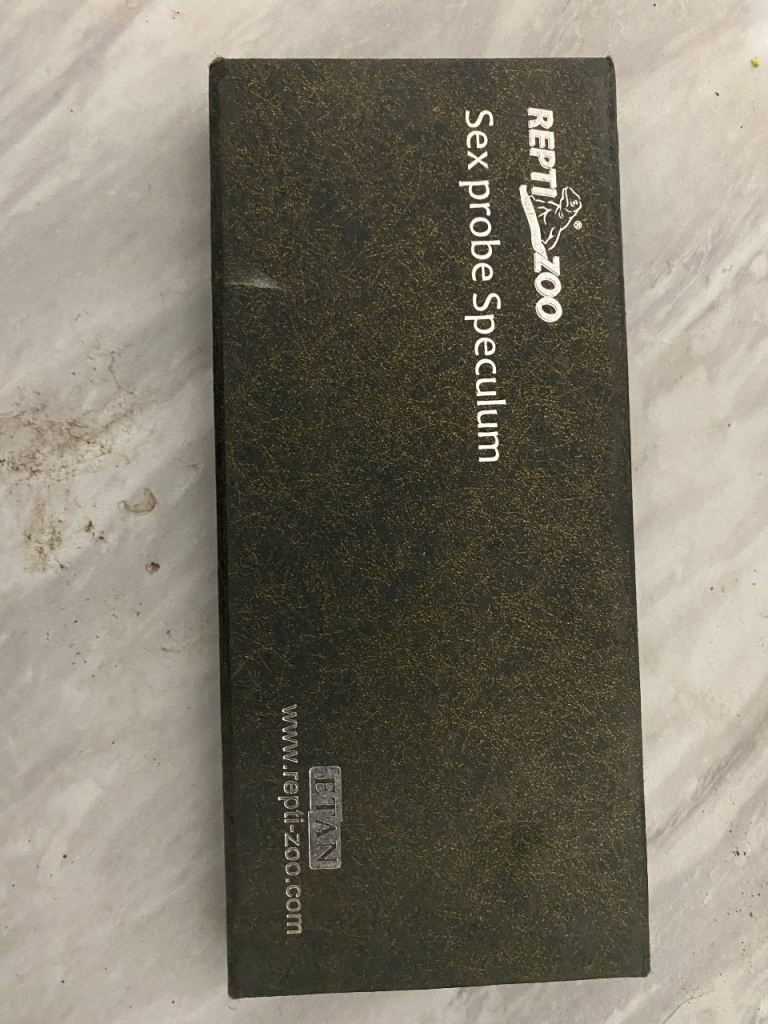 REPTI ZOO®
Sex probe Speculum
ETAN
www.repti-zoo.com